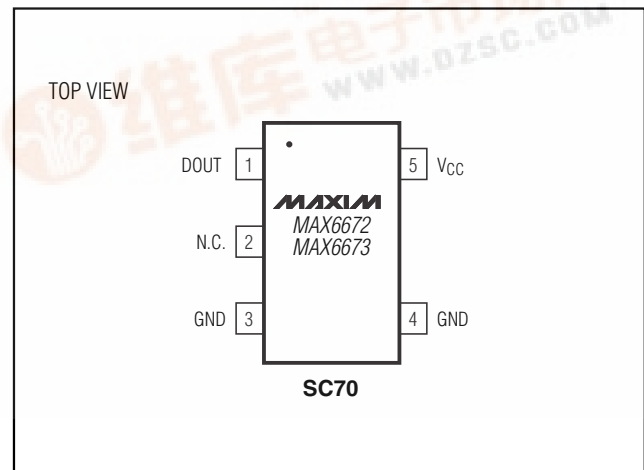 维库电子市场
WWW.DZSC.COM
TOP VIEW
DOUT 1
5 VCC
MAXIM
MAX6672
MAX6673
N.C. 2
GND 3
4 GND
SC70